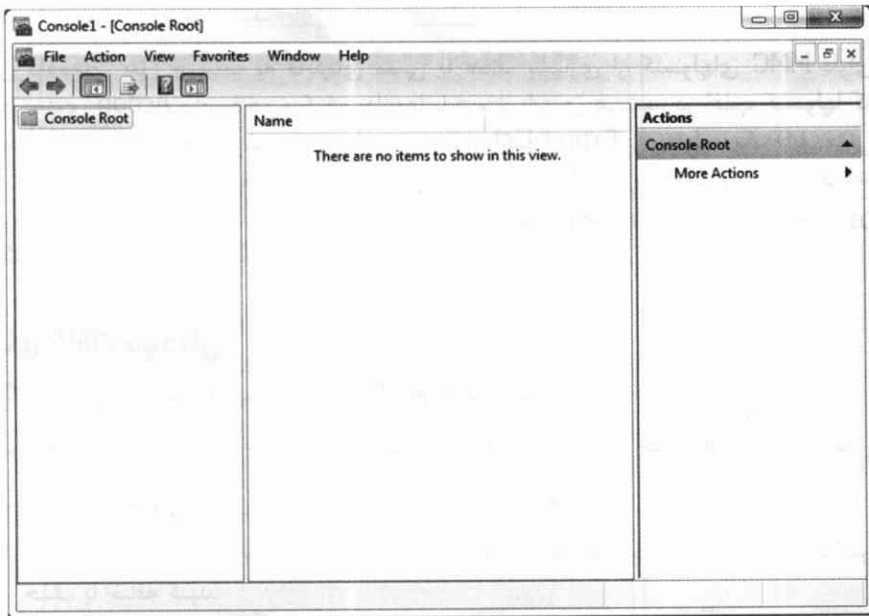 Console1 - [Console Root]
File Action View Favorites Window Help
Console Root
Name
There are no items to show in this view.
Actions
Console Root
More Actions